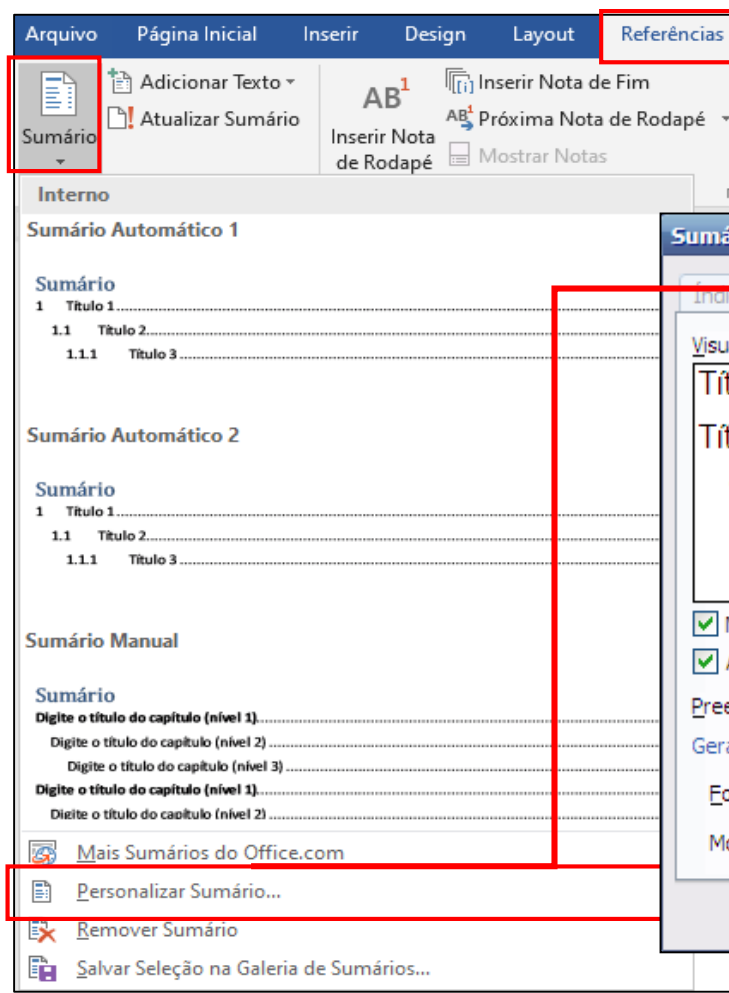 Arquivo Página Inicial Inserir Design Layout Referências
Adicionar Texto
Atualizar Sumário
Sumário
AB1
Inserir Nota
de Rodapé
Inserir Nota de Fim
Próxima Nota de Rodapé
Mostrar Notas
Interno
Sumário Automático 1
Sumário
1 Título 1
1.1 Título 2
1.1.1 Título 3
Sumário Automático 2
Sumário
1 Título 1
1.1 Título 2
1.1.1 Título 3
Sumário Manual
Sumário
Digite o título do capítulo (nível 1)
Digite o título do capítulo (nível 2)
Digite o título do capítulo (nível 3)
Digite o título do capítulo (nível 1)
Digite o título do capítulo (nível 2)
Mais Sumários do Office.com
Personalizar Sumário...
Remover Sumário
Salvar Seleção na Galeria de Sumários...